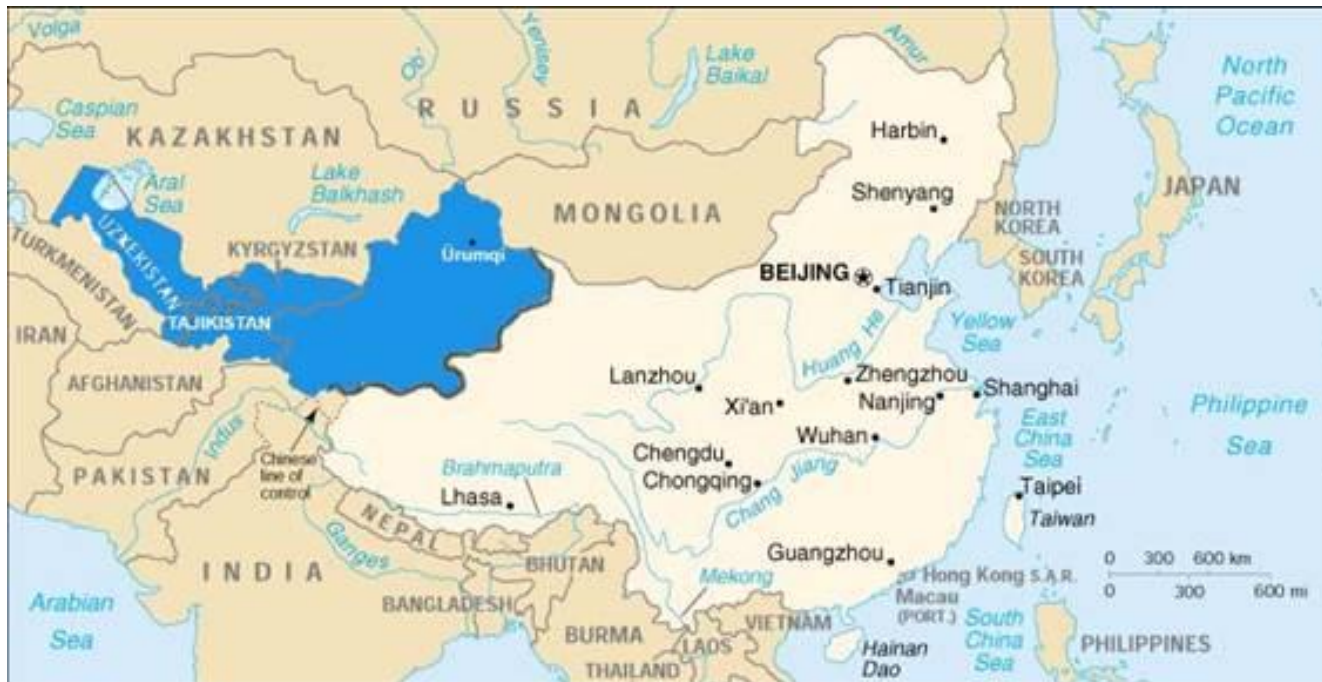 Volga
Ob'
Yenisey
Lake
Baikal
Amur
North
Pacific
Ocean
Caspian
Sea
RUSSIA
KAZAKHSTAN
Harbin
Aral
Sea
Lake
Balkhash
Shenyang
JAPAN
MONGOLIA
NORTH
KOREA
UZBEKISTAN
TURKMENISTAN
KYRGYZSTAN
Ürümqi
SOUTH
KOREA
BEIJING
Tianjin
TAJIKISTAN
IRAN
Yellow
Sea
Huang He
AFGHANISTAN
Lanzhou
Zhengzhou
Shanghai
Xi'an
Nanjing
Philippine
Sea
Indus
East
China
Sea
Wuhan
Chinese
line of
control
Chengdu
Chongqing
Chang Jiang
PAKISTAN
Brahmaputra
Lhasa
Taipei
Taiwan
NEPAL
Ganges
BHUTAN
Guangzhou
0 300 600 km
0 300 600 mi
INDIA
Mekong
Hong Kong S.A.R.
Macau
(PORT.)
Arabian
Sea
BANGLADESH
BURMA
VIETNAM
LAOS
South
China
Sea
Hainan
Dao
PHILIPPINES
THAILAND